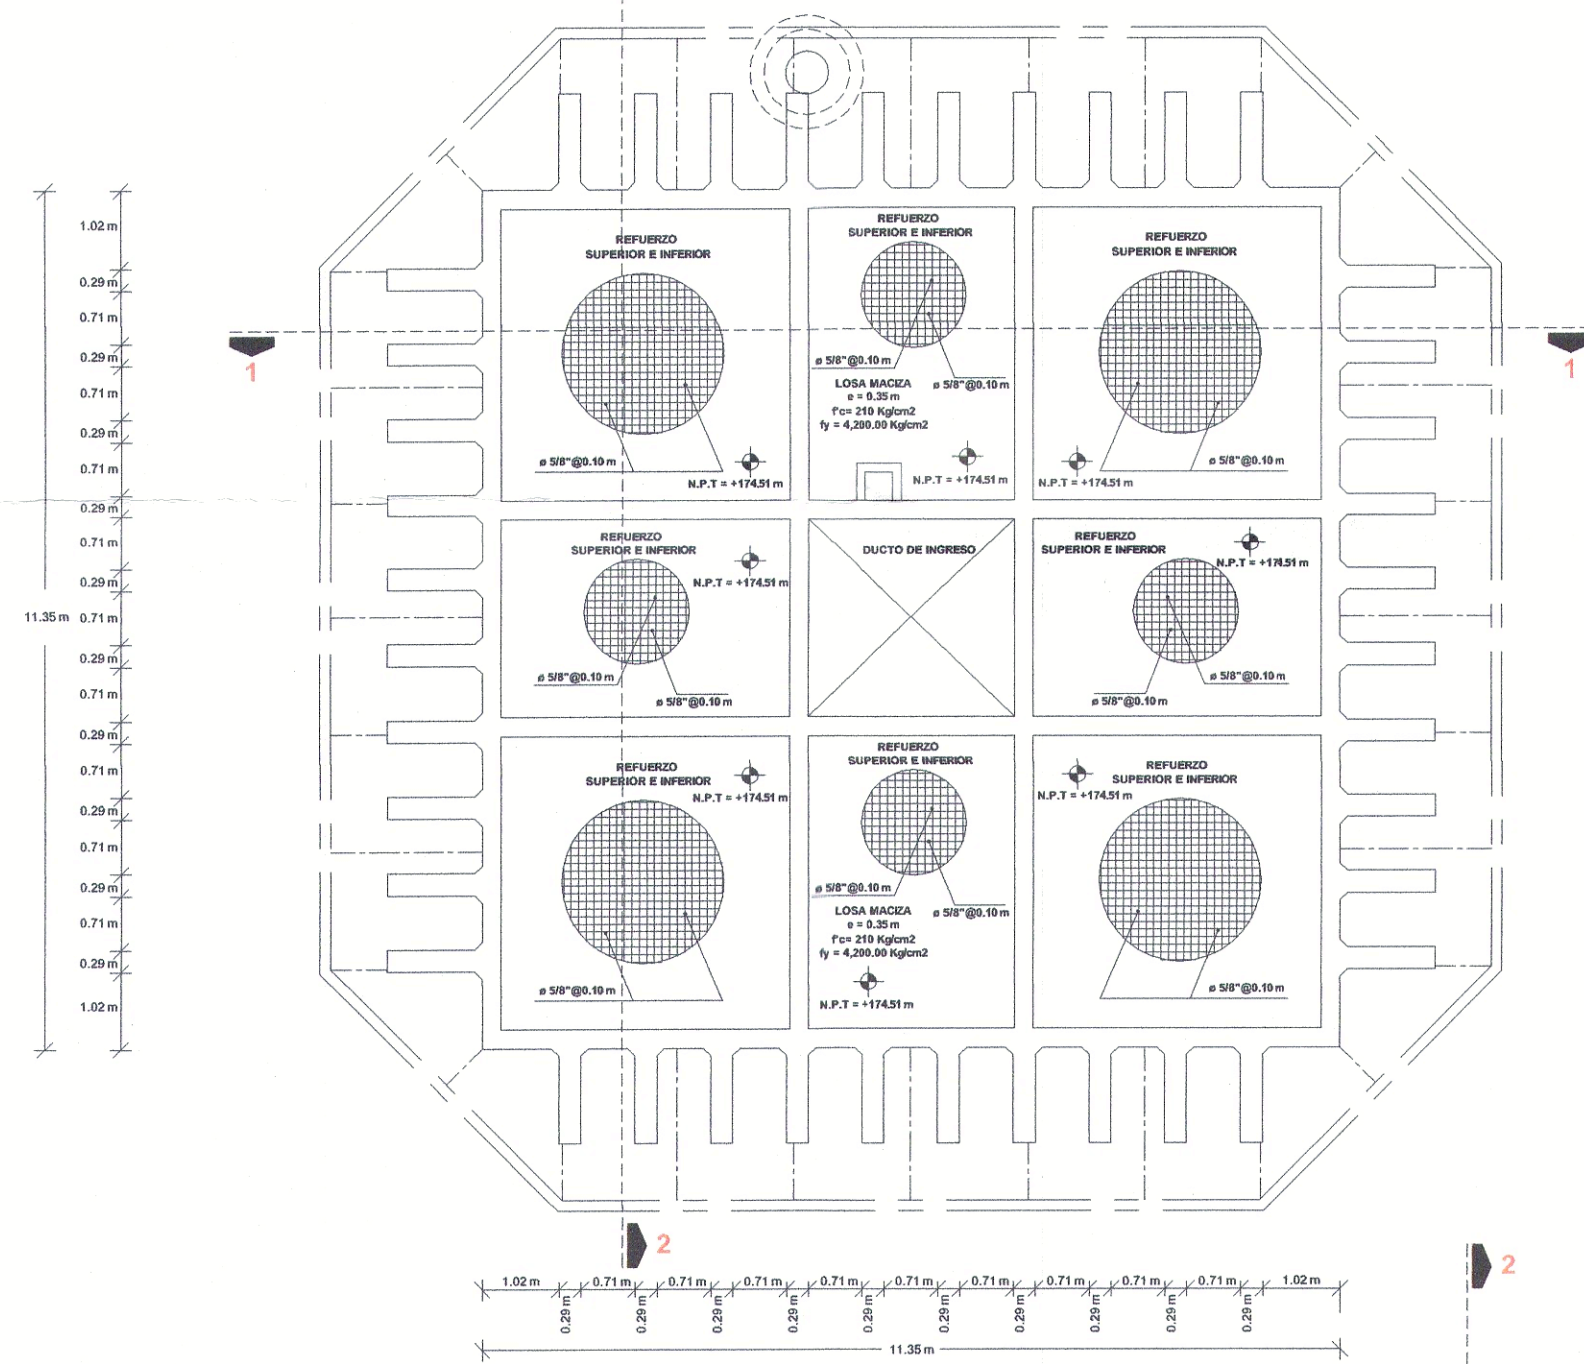 REFUERZO
SUPERIOR E INFERIOR
ø 5/8"@0.10 m
N.P.T = +174.51 m
REFUERZO
SUPERIOR E INFERIOR
ø 5/8"@0.10 m
ø 5/8"@0.10 m
LOSA MACIZA
e = 0.35 m
f'c= 210 Kg/cm2
fy = 4,200.00 Kg/cm2
N.P.T = +174.51 m
REFUERZO
SUPERIOR E INFERIOR
ø 5/8"@0.10 m
N.P.T = +174.51 m
1
1
REFUERZO
SUPERIOR E INFERIOR
N.P.T = +174.51 m
ø 5/8"@0.10 m
ø 5/8"@0.10 m
DUCTO DE INGRESO
REFUERZO
SUPERIOR E INFERIOR
N.P.T = +174.51 m
ø 5/8"@0.10 m
ø 5/8"@0.10 m
REFUERZO
SUPERIOR E INFERIOR
N.P.T = +174.51 m
ø 5/8"@0.10 m
REFUERZO
SUPERIOR E INFERIOR
ø 5/8"@0.10 m
ø 5/8"@0.10 m
LOSA MACIZA
e = 0.35 m
f'c= 210 Kg/cm2
fy = 4,200.00 Kg/cm2
N.P.T = +174.51 m
REFUERZO
SUPERIOR E INFERIOR
N.P.T = +174.51 m
ø 5/8"@0.10 m
1.02 m
0.29 m
0.71 m
0.29 m
0.71 m
0.29 m
0.71 m
0.29 m
0.71 m
0.29 m
11.35 m
0.71 m
0.29 m
0.71 m
0.29 m
0.71 m
0.29 m
0.71 m
0.29 m
0.71 m
0.29 m
1.02 m
2
2
1.02 m
0.71 m
0.71 m
0.71 m
0.71 m
0.71 m
0.71 m
0.71 m
0.71 m
0.71 m
1.02 m
0.29 m
0.29 m
0.29 m
0.29 m
0.29 m
0.29 m
0.29 m
0.29 m
0.29 m
0.29 m
11.35 m